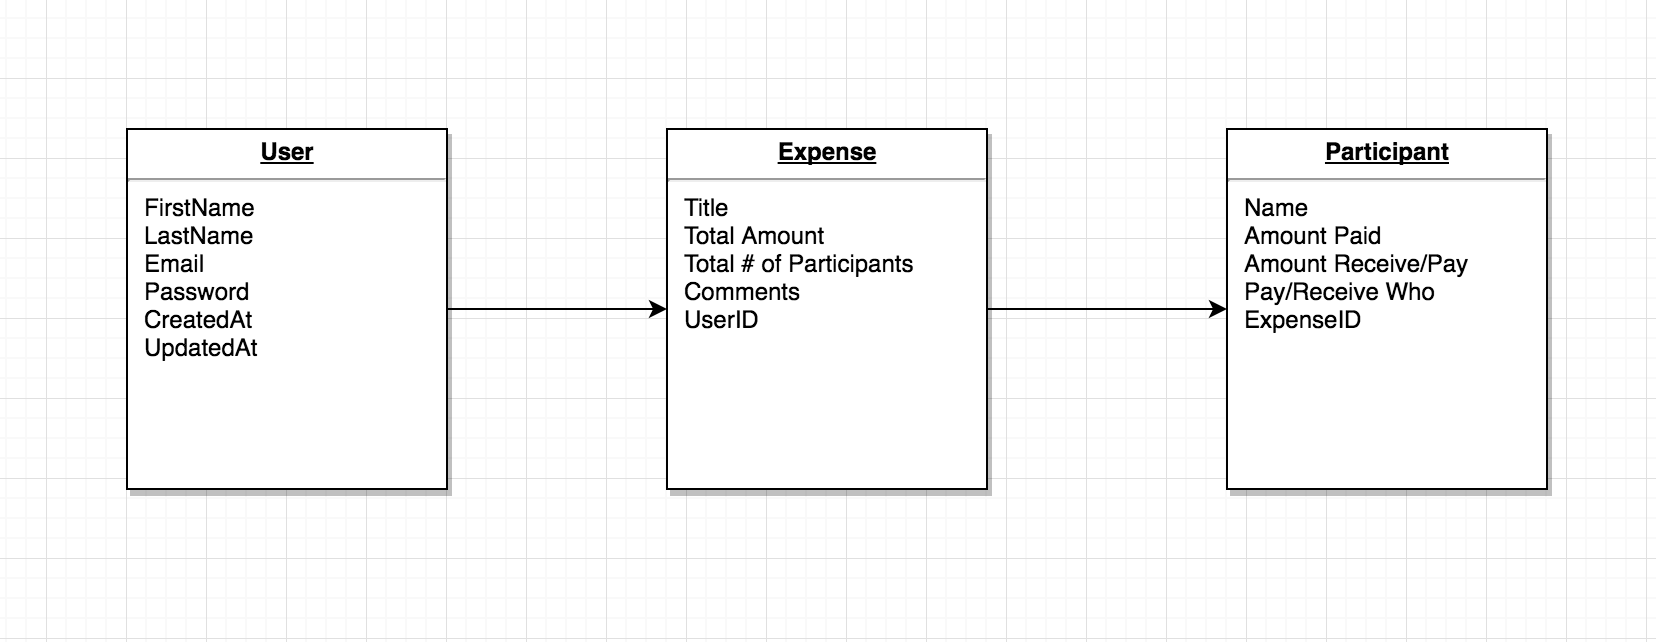 User
FirstName
LastName
Email
Password
CreatedAt
UpdatedAt
Expense
Title
Total Amount
Total # of Participants
Comments
UserID
Participant
Name
Amount Paid
Amount Receive/Pay
Pay/Receive Who
ExpenseID